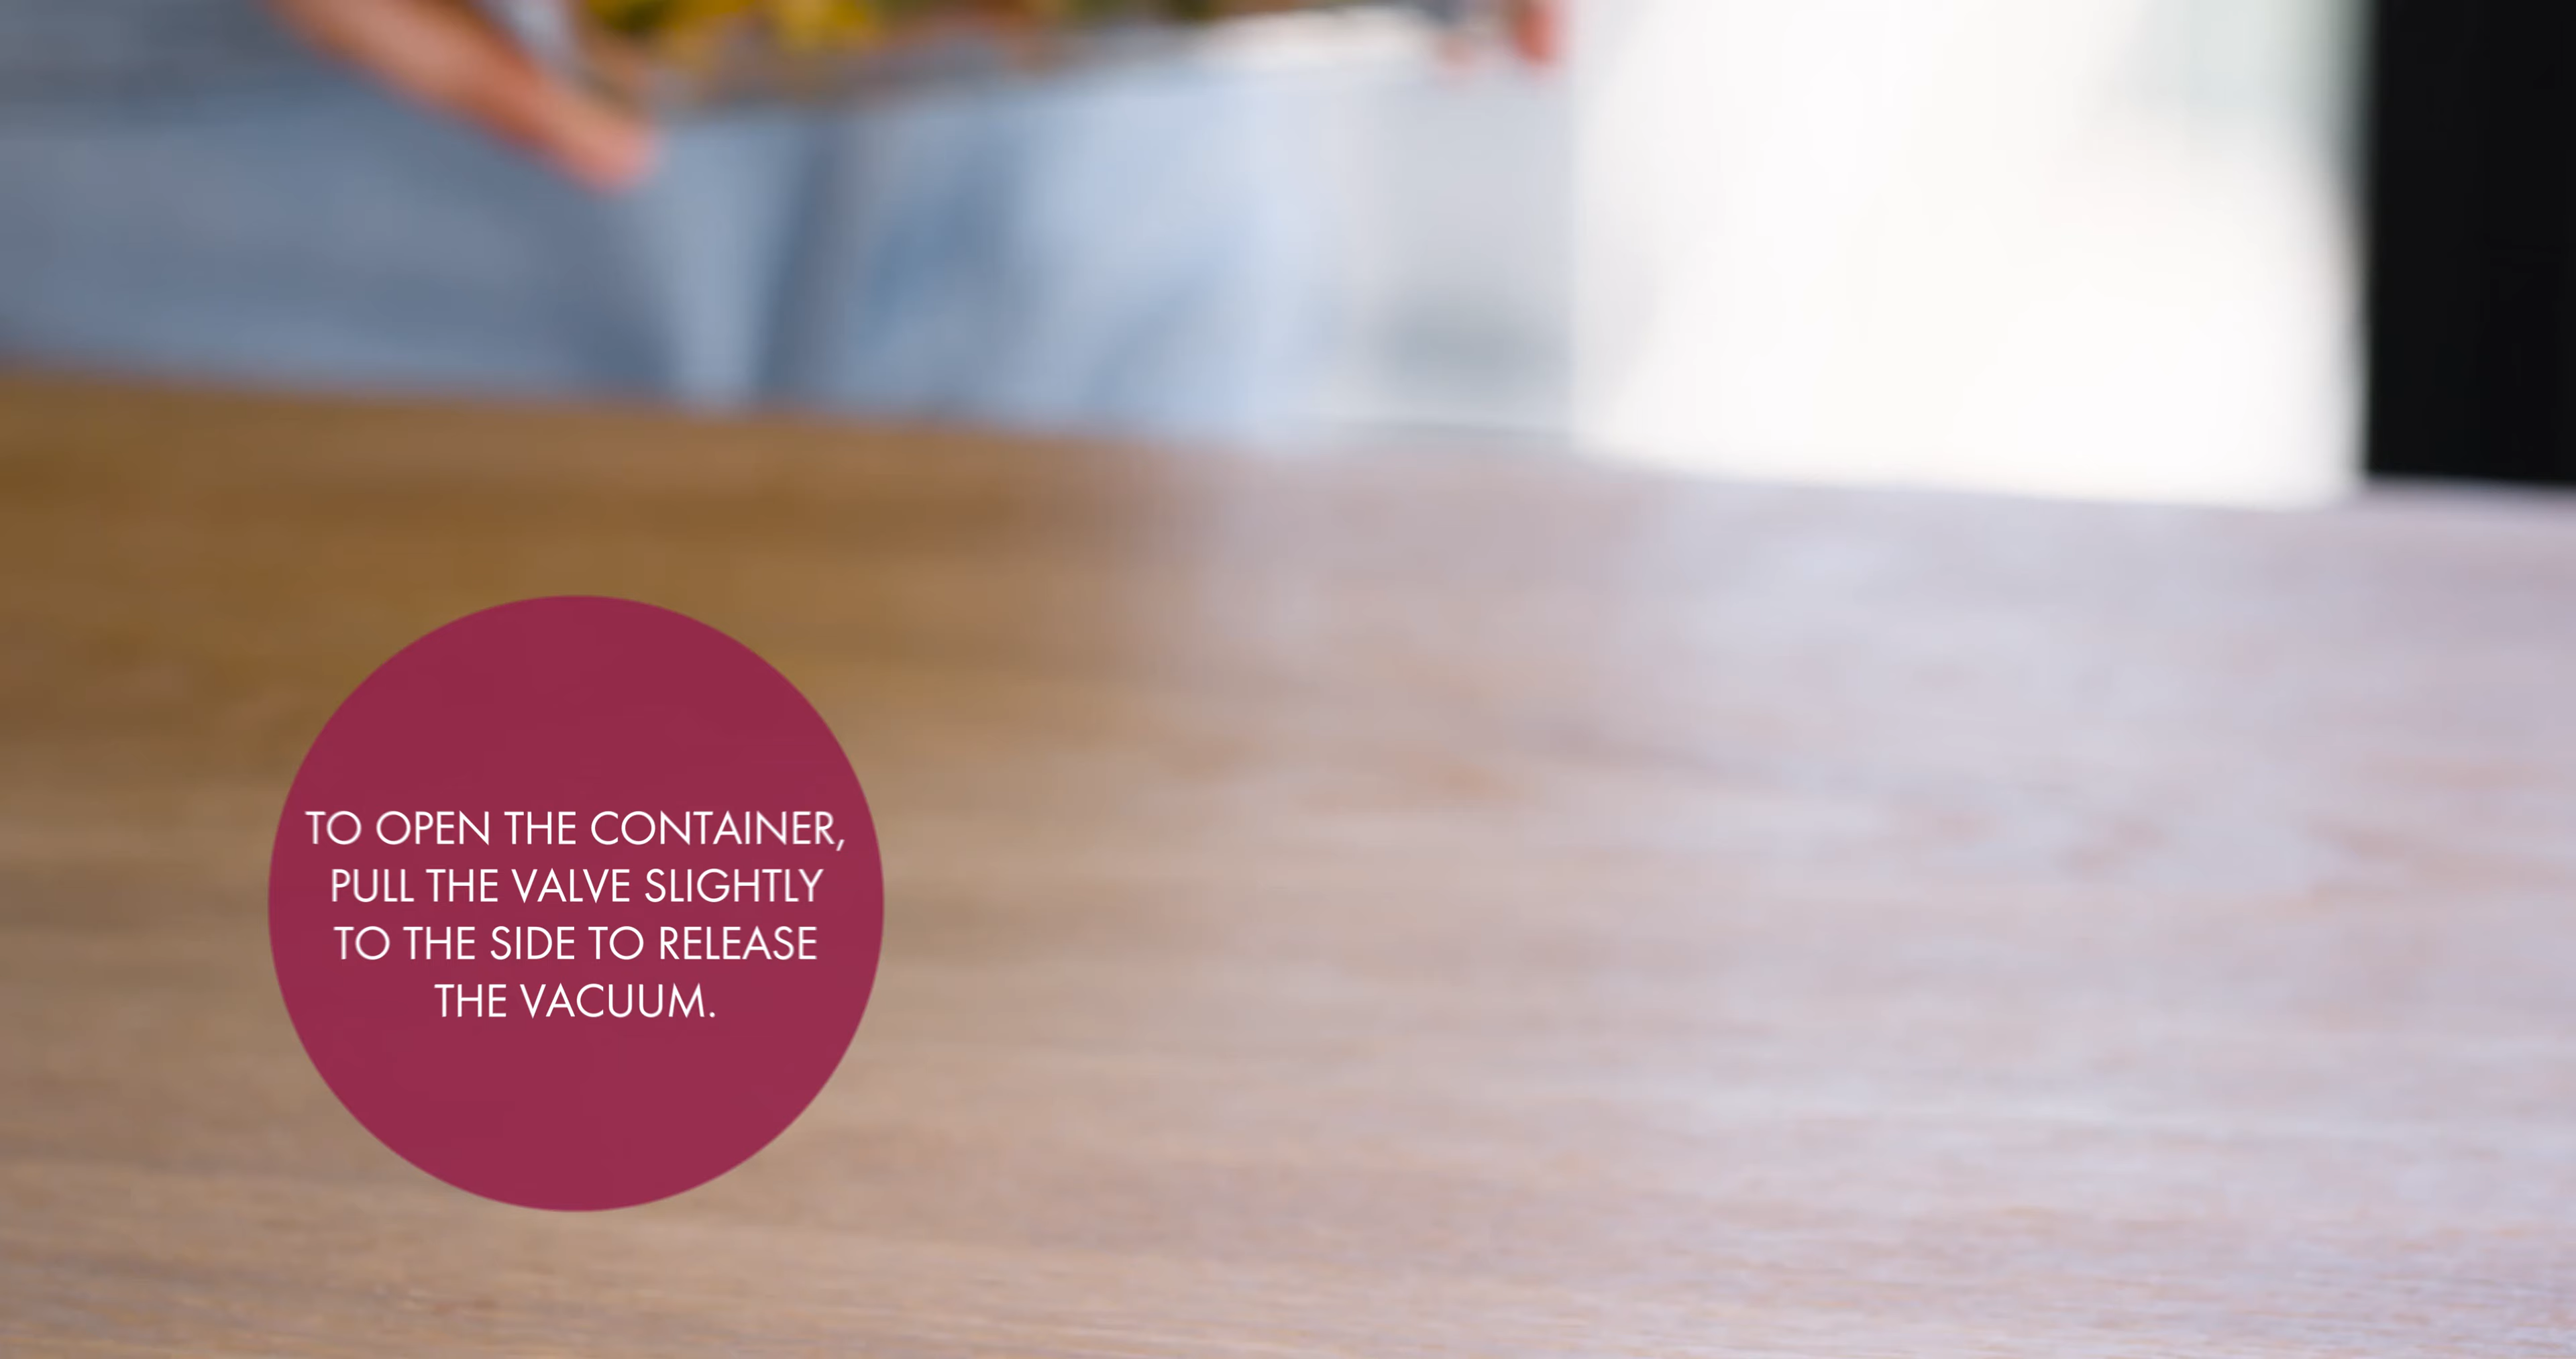 TO OPEN THE CONTAINER,
PULL THE VALVE SLIGHTLY
TO THE SIDE TO RELEASE
THE VACUUM.